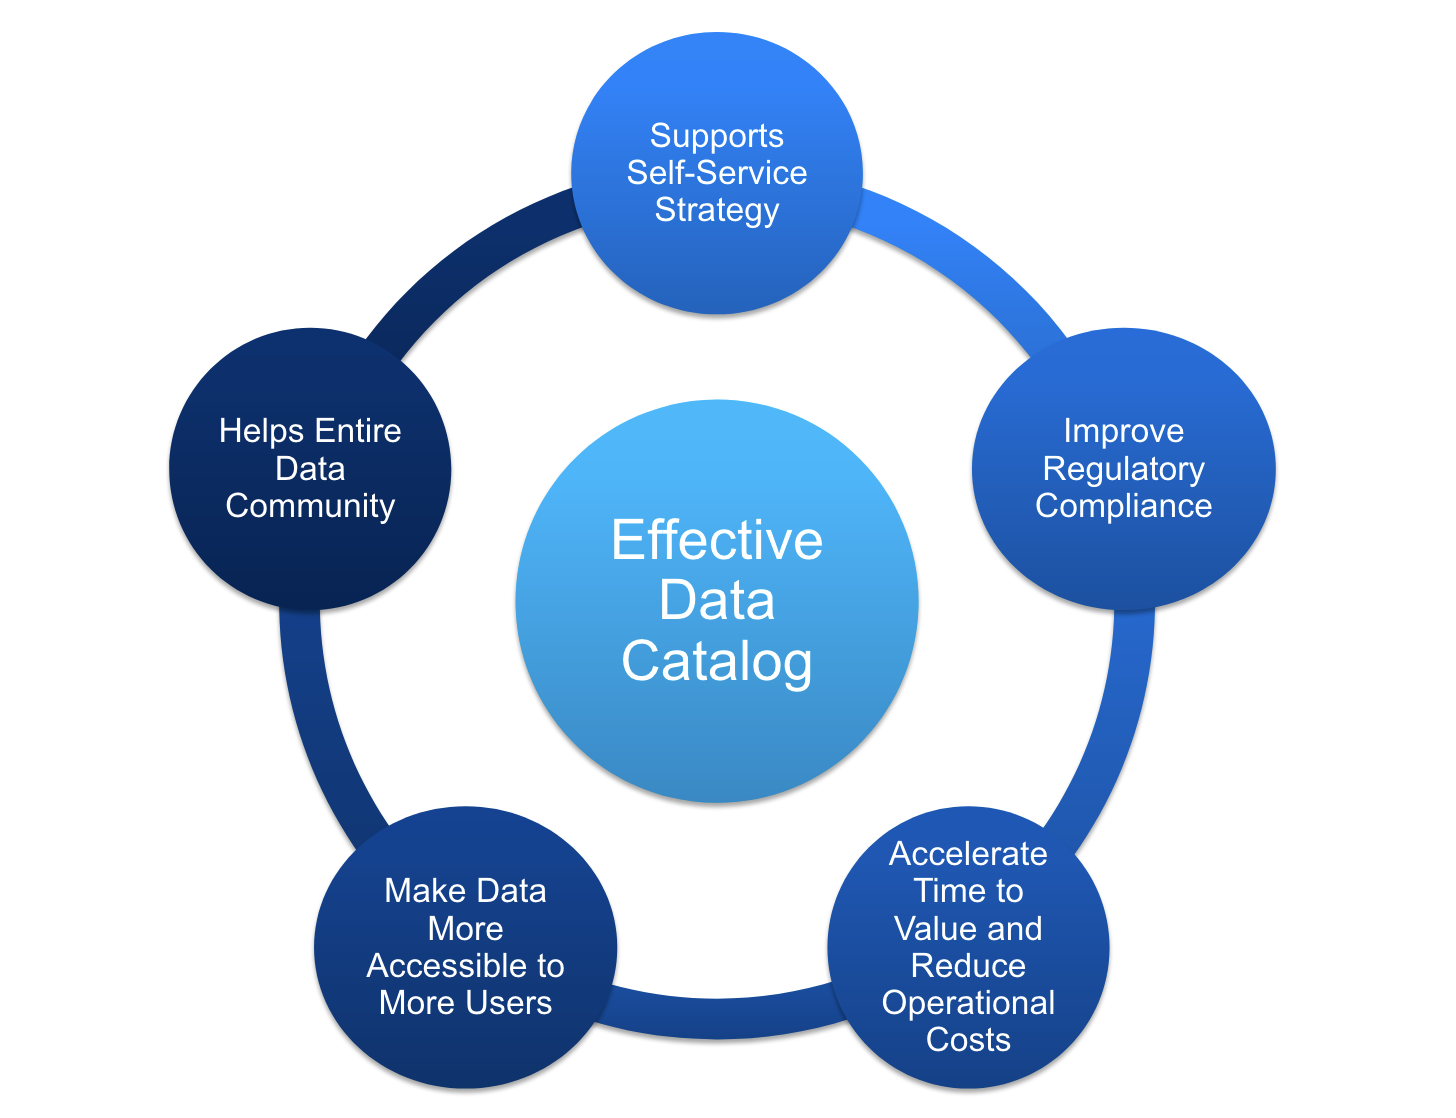 Supports
Self-Service
Strategy
Improve
Regulatory
Compliance
Accelerate
Time to
Value and
Reduce
Operational
Costs
Make Data
More
Accessible to
More Users
Helps Entire
Data
Community
Effective
Data
Catalog